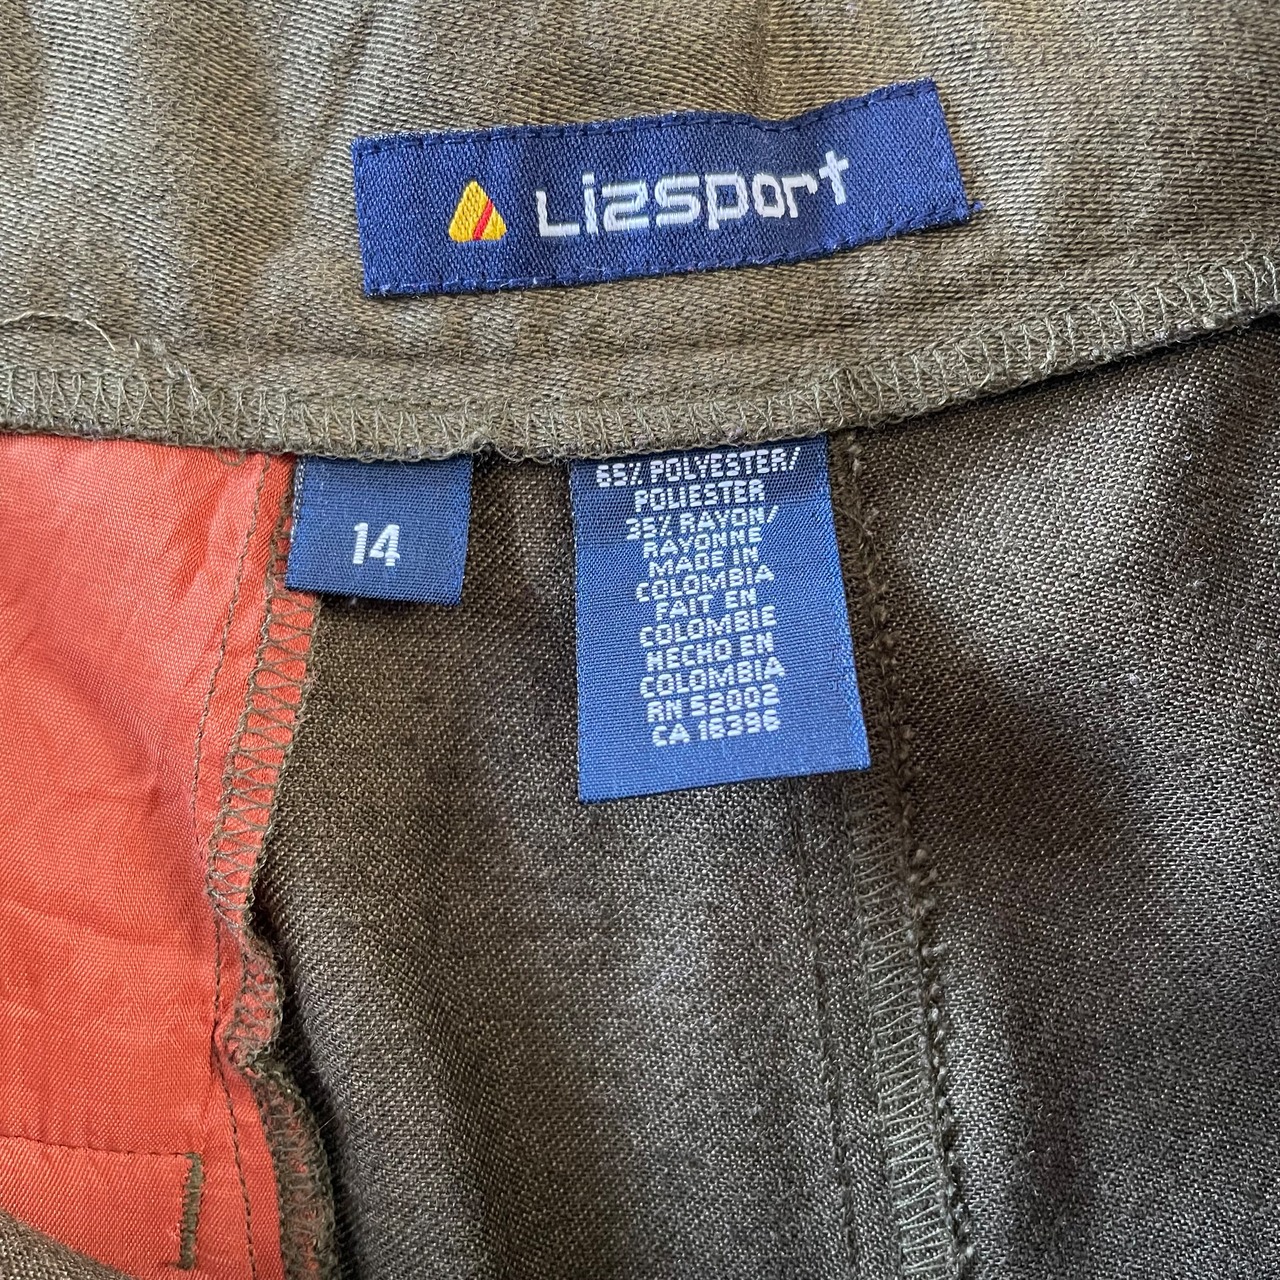 Lizsport
14
65% POLYESTER/
POLIESTER
35% RAYON/
RAYONNE
MADE IN
COLOMBIA
FAIT EN
COLOMBIE
HECHO EN
COLOMBIA
RN 52002
CA 16396